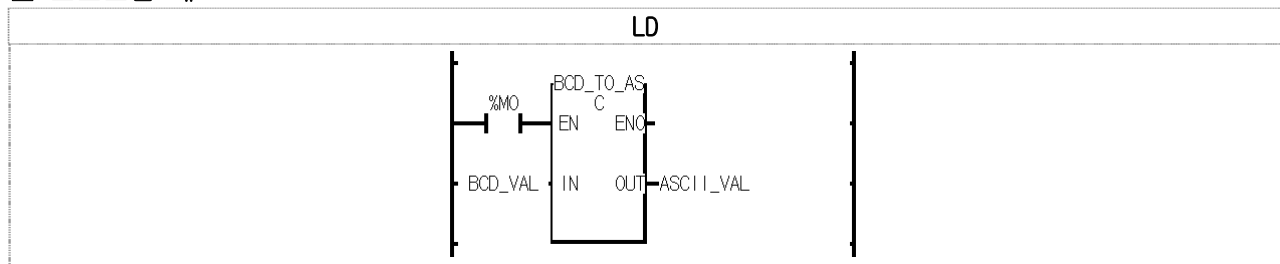 LD
BCD_TO_AS
C
%M0
EN ENO
BCD_VAL IN OUT ASCII_VAL